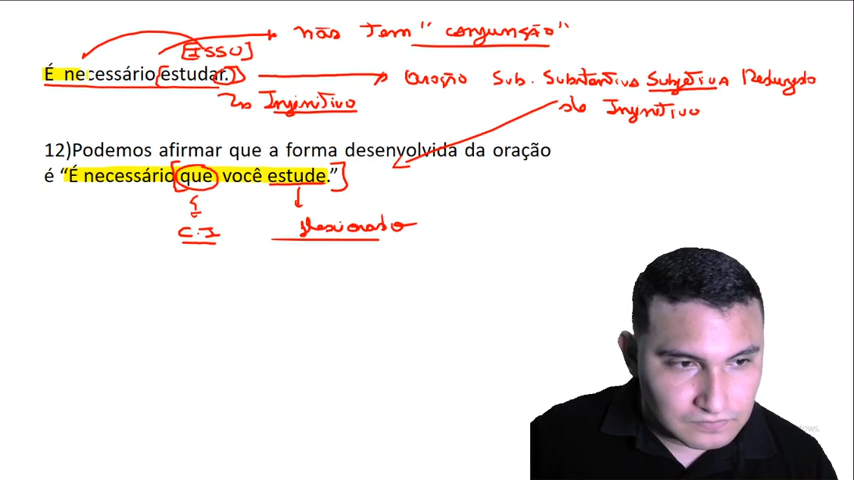 não tem "conjunção"
[ISSO]
É necessário [estudar.]
Oração Sub. Substantiva Subjetiva Reduzida
de Infinitivo
Infinitivo
12)Podemos afirmar que a forma desenvolvida da oração
é “É necessário [que você estude.”]
C.I
flexionado